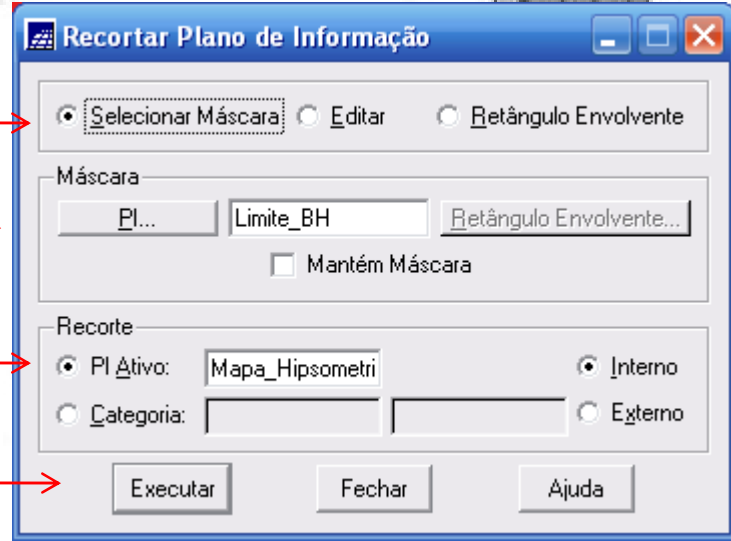 Recortar Plano de Informação
Selecionar Máscara Editar Retângulo Envolvente
Máscara
PI... Limite_BH Retângulo Envolvente...
Mantém Máscara
Recorte
PI Ativo: Mapa_Hipsometri Interno
Categoria: Externo
Executar Fechar Ajuda